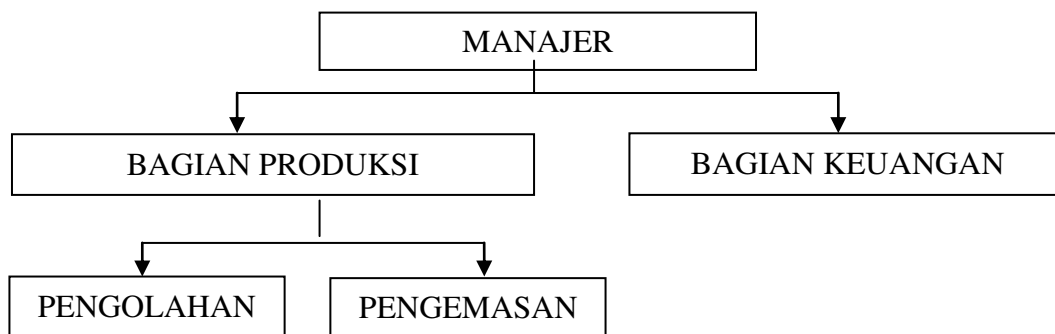 MANAJER
BAGIAN PRODUKSI
BAGIAN KEUANGAN
PENGOLAHAN
PENGEMASAN